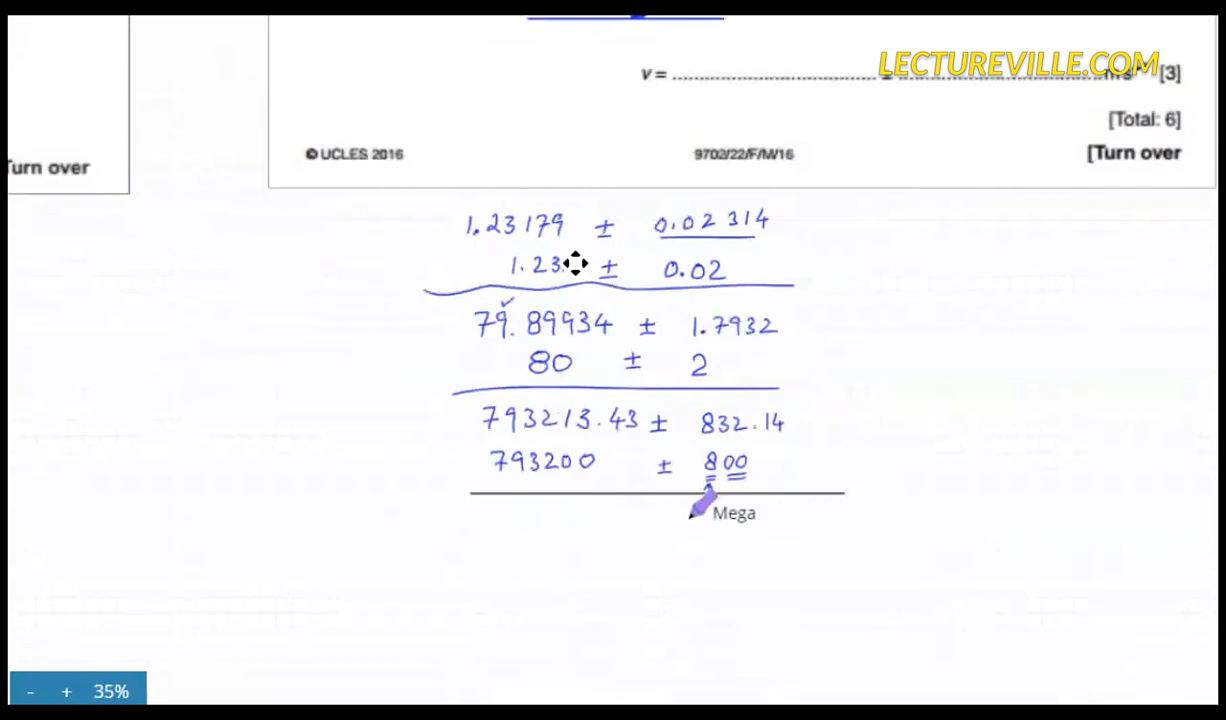 LECTUREVILLE.COM
v = [3]
[Total: 6]
Turn over
© UCLES 2016 9702/22/F/M/16 [Turn over
1.23179 ± 0.02314
1.23 ± 0.02
79.89934 ± 1.7932
80 ± 2
793213.43 ± 832.14
793200 ± 800
Mega
- + 35%